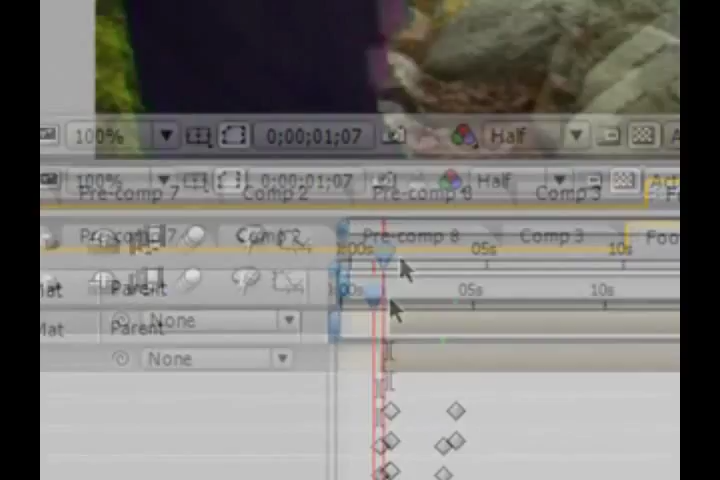 100% 0;00;01;07 Half A
100% 0;00;01;07 Half
Pre-comp 7 Comp 2 Pre-comp 8 Comp 3
Pre-comp 7 Comp 2 Pre-comp 8 Comp 3 Foo
:00s 05s 10s
Mat Parent :00s 05s 10s
None
Mat Parent
None